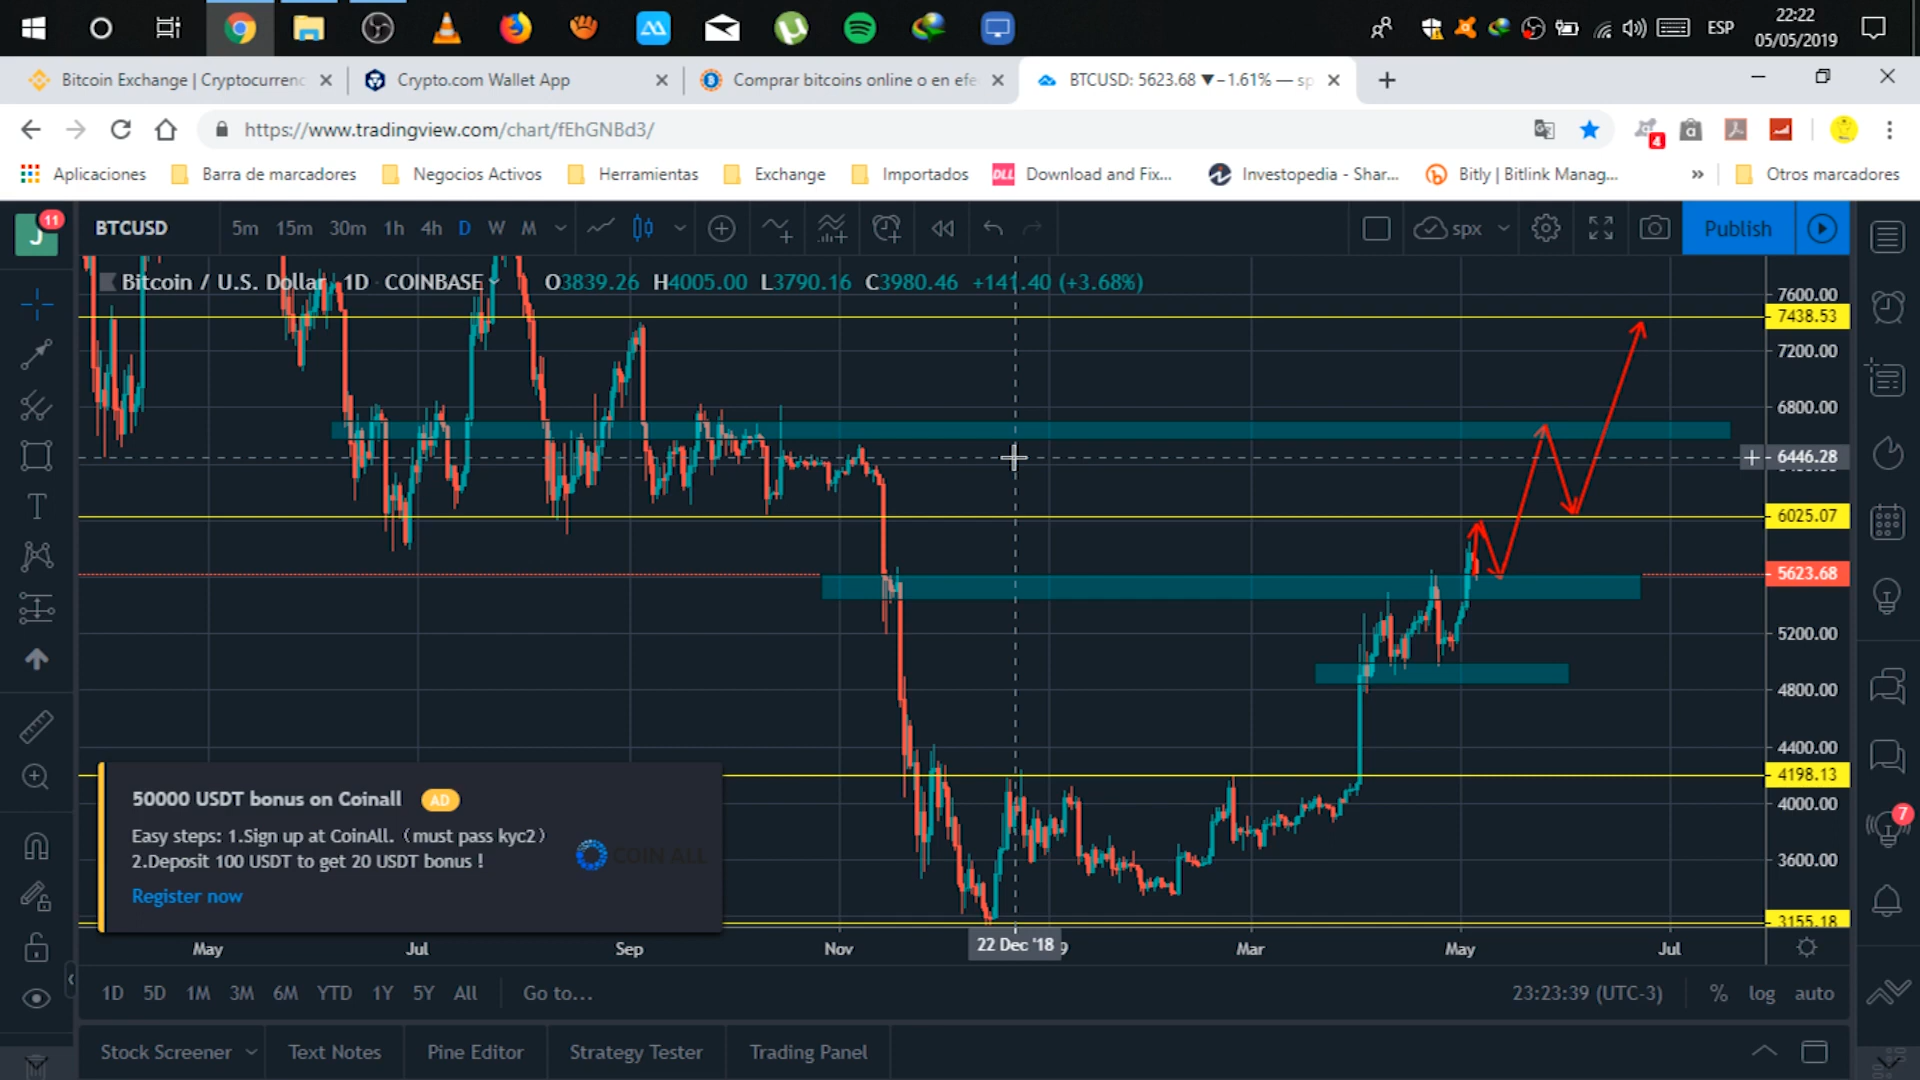 ESP
22:22
05/05/2019
Bitcoin Exchange | Cryptocurrenc
Crypto.com Wallet App
Comprar bitcoins online o en efe
BTCUSD: 5623.68 ▼−1.61% — sp
https://www.tradingview.com/chart/fEhGNBd3/
4
Aplicaciones
Barra de marcadores
Negocios Activos
Herramientas
Exchange
Importados
DLL
Download and Fix...
Investopedia - Shar...
Bitly | Bitlink Manag...
»
Otros marcadores
J
11
BTCUSD
5m 15m 30m 1h 4h D W M
spx
Publish
Bitcoin / U.S. Dollar 1D COINBASE
O3839.26 H4005.00 L3790.16 C3980.46 +141.40 (+3.68%)
7600.00
7438.53
7200.00
6800.00
6446.28
6025.07
5623.68
5200.00
4800.00
4400.00
4198.13
4000.00
3600.00
3155.18
50000 USDT bonus on Coinall AD
Easy steps: 1.Sign up at CoinAll.（must pass kyc2）
2.Deposit 100 USDT to get 20 USDT bonus !
Register now
COIN ALL
7
May Jul Sep Nov 22 Dec '18 Mar May Jul
1D 5D 1M 3M 6M YTD 1Y 5Y All Go to...
23:23:39 (UTC-3) % log auto
Stock Screener Text Notes Pine Editor Strategy Tester Trading Panel